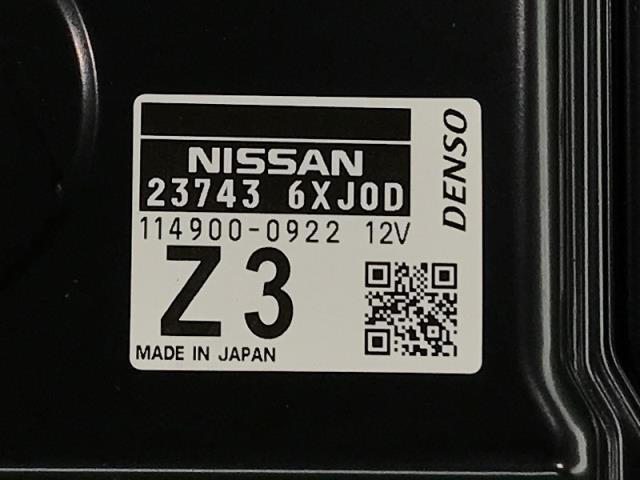 NISSAN
23743 6XJ0D
114900-0922 12V
Z3
MADE IN JAPAN
DENSO